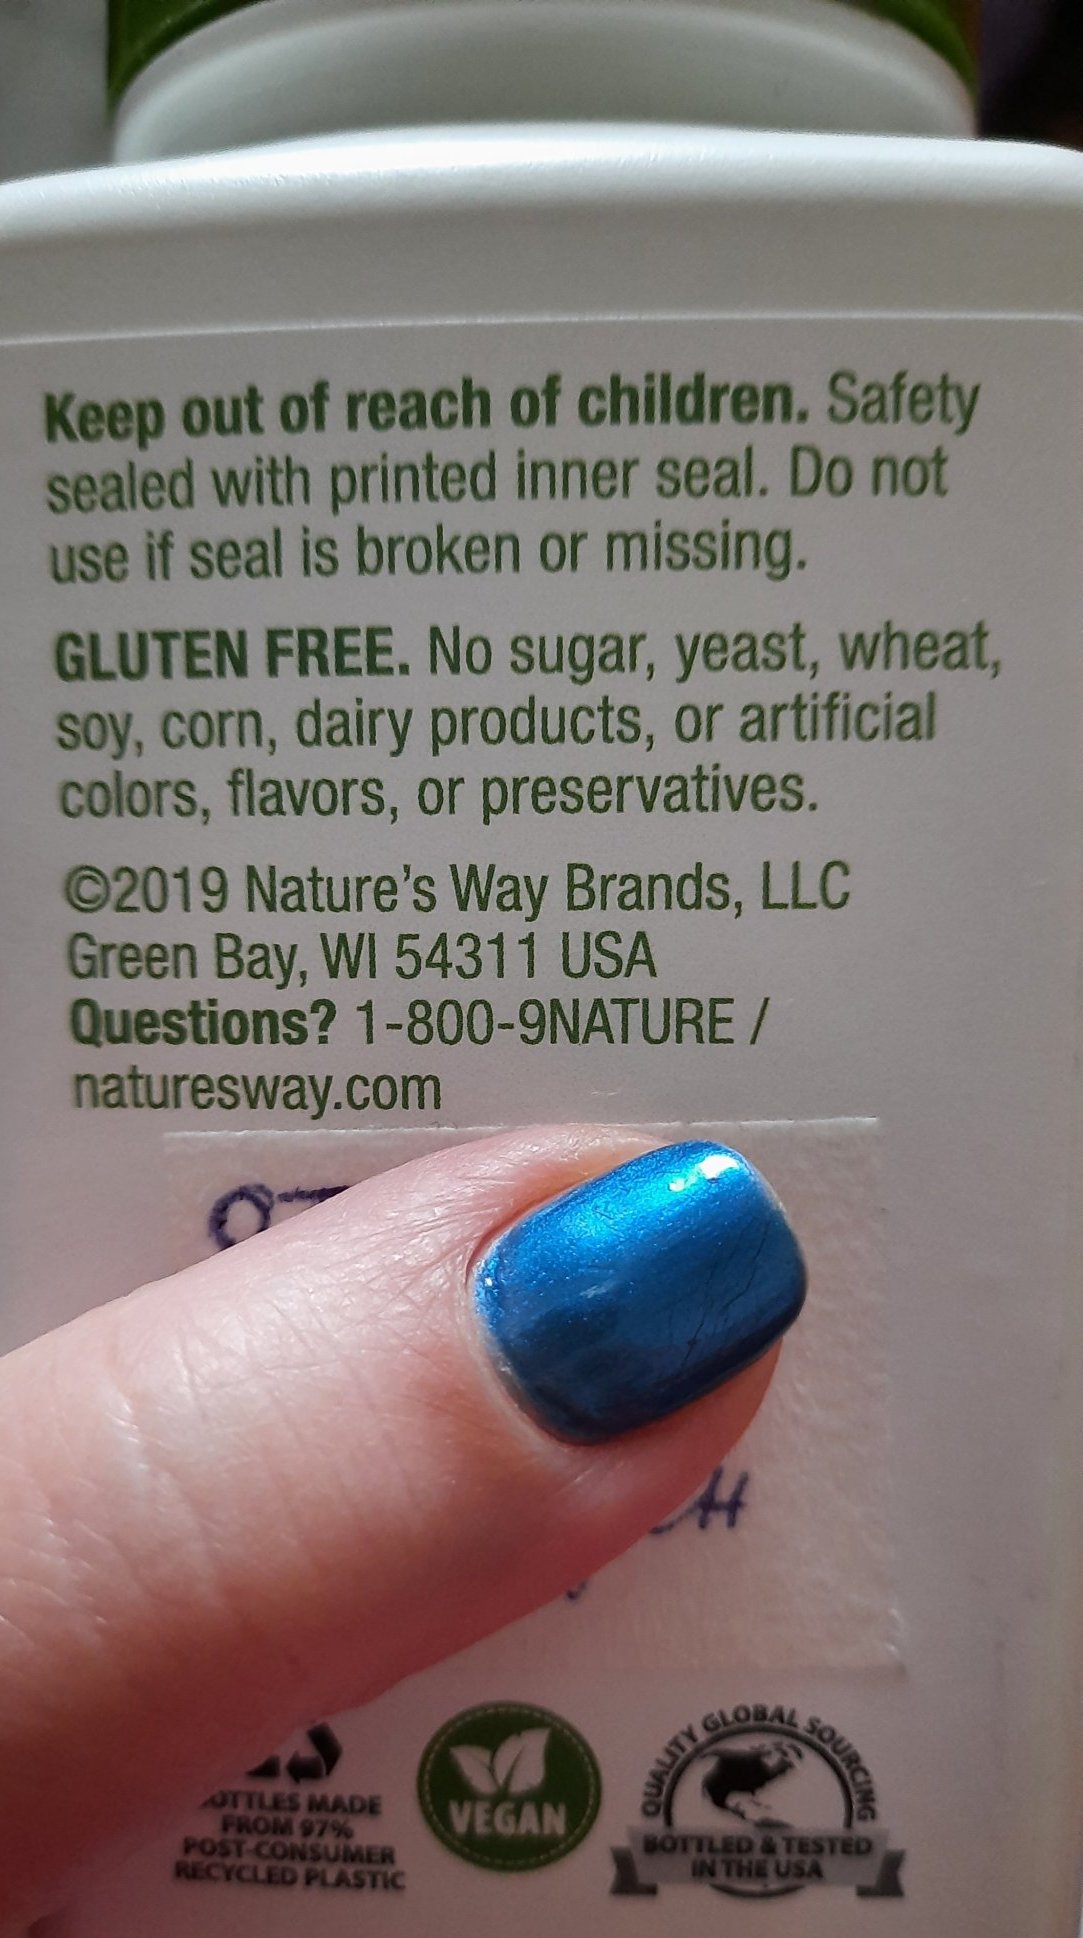 Keep out of reach of children. Safety
sealed with printed inner seal. Do not
use if seal is broken or missing.
GLUTEN FREE. No sugar, yeast, wheat,
soy, corn, dairy products, or artificial
colors, flavors, or preservatives.
©2019 Nature's Way Brands, LLC
Green Bay, WI 54311 USA
Questions? 1-800-9NATURE /
naturesway.com
MADE
FROM 97%
POST-CONSUMER
RECYCLED PLASTIC
VEGAN
QUALITY GLOBAL SOURCING
BOTTLED & TESTED
IN THE USA